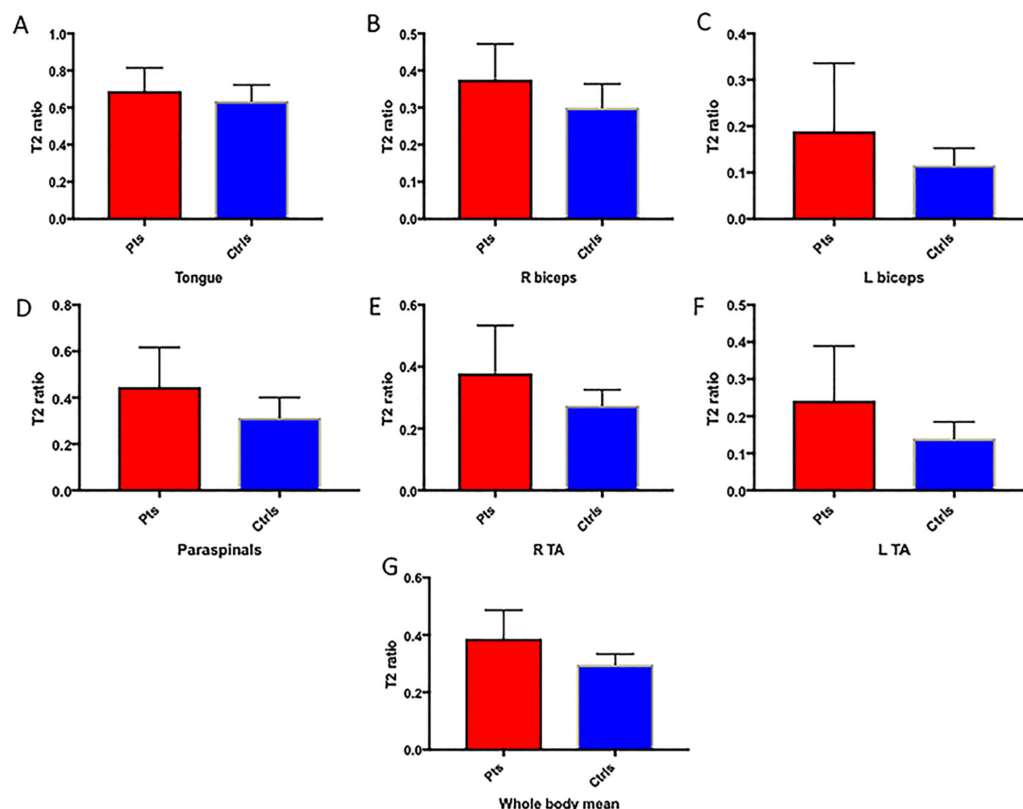 A
T2 ratio
1.0
0.8
0.6
0.4
0.2
0.0
Pts
Ctrls
Tongue
B
T2 ratio
0.5
0.4
0.3
0.2
0.1
0.0
Pts
Ctrls
R biceps
C
T2 ratio
0.4
0.3
0.2
0.1
0.0
Pts
Ctrls
L biceps
D
T2 ratio
0.8
0.6
0.4
0.2
0.0
Pts
Ctrls
Paraspinals
E
T2 ratio
0.6
0.4
0.2
0.0
Pts
Ctrls
R TA
F
T2 ratio
0.5
0.4
0.3
0.2
0.1
0.0
Pts
Ctrls
L TA
G
T2 ratio
0.6
0.4
0.2
0.0
Pts
Ctrls
Whole body mean